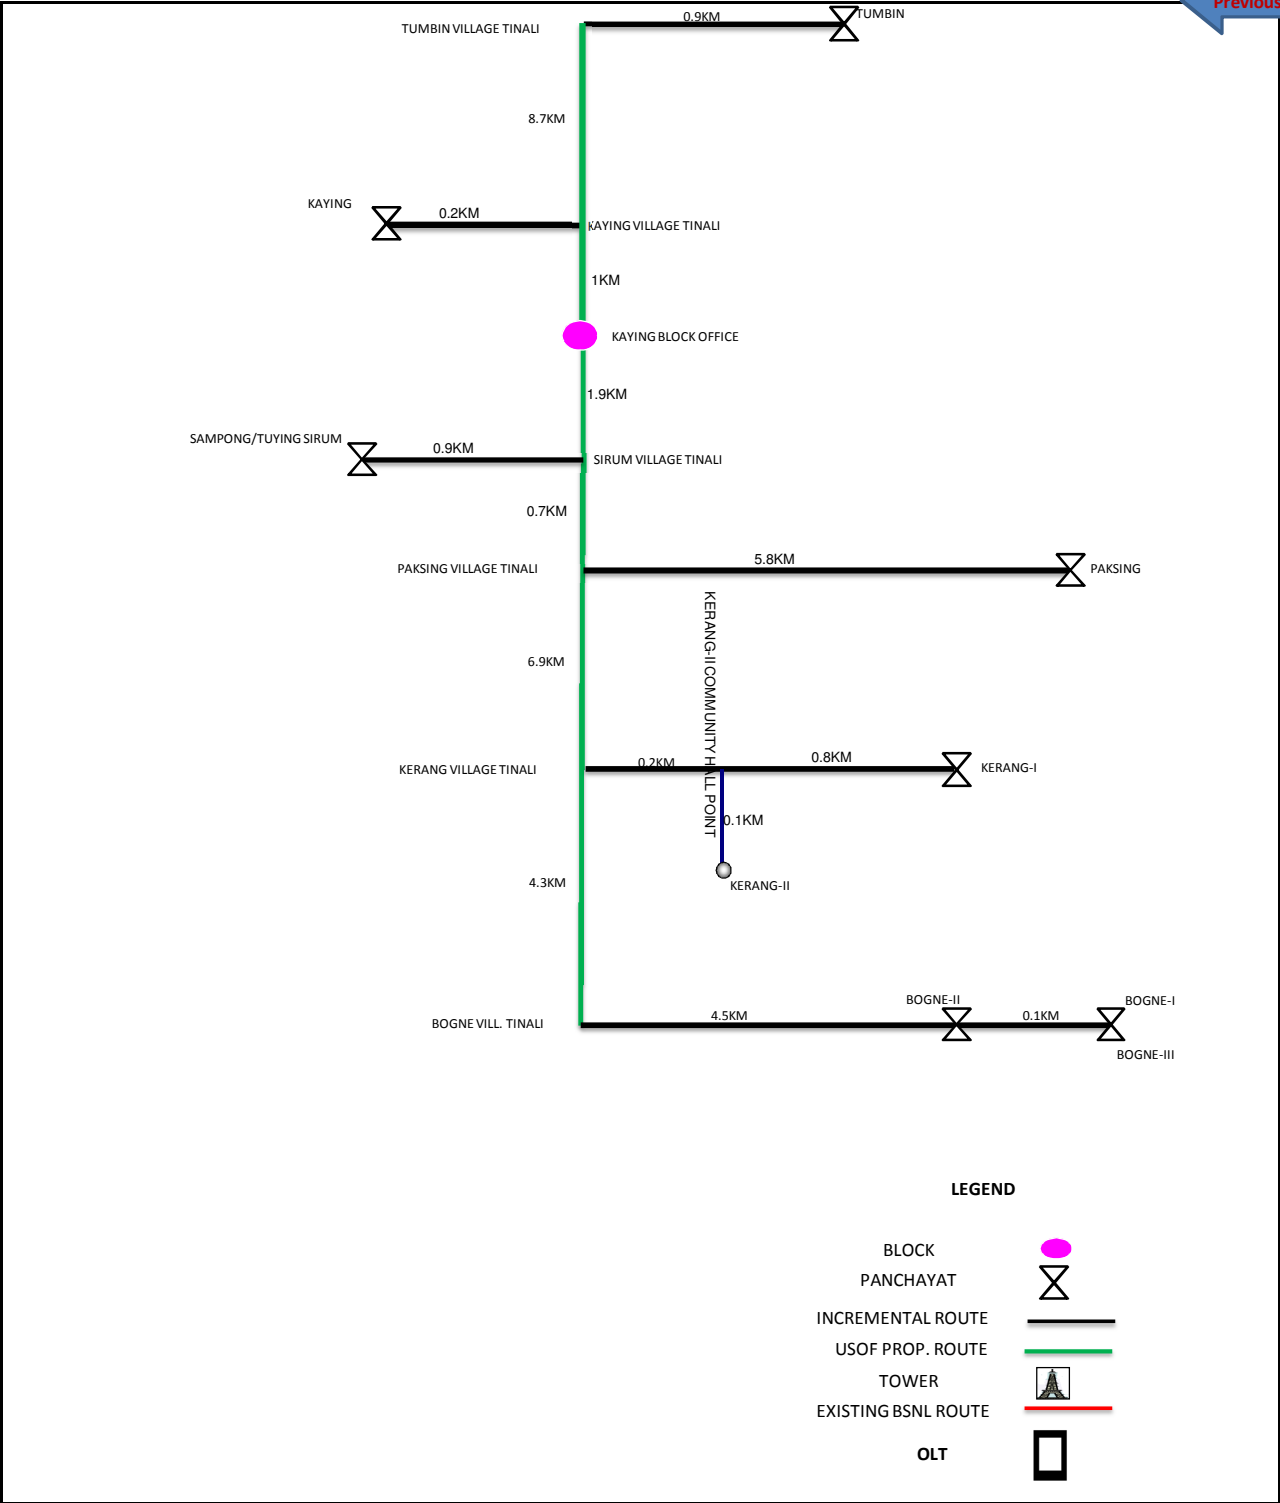 Previous
0.9KM
TUMBIN
TUMBIN VILLAGE TINALI
8.7KM
KAYING
0.2KM
KAYING VILLAGE TINALI
1KM
KAYING BLOCK OFFICE
1.9KM
SAMPONG/TUYING SIRUM
0.9KM
SIRUM VILLAGE TINALI
0.7KM
PAKSING VILLAGE TINALI
5.8KM
PAKSING
KERANG-II COMMUNITY HALL POINT
6.9KM
KERANG VILLAGE TINALI
0.2KM
0.8KM
KERANG-I
0.1KM
4.3KM
KERANG-II
BOGNE VILL. TINALI
4.5KM
BOGNE-II
0.1KM
BOGNE-I
BOGNE-III
LEGEND
BLOCK
PANCHAYAT
INCREMENTAL ROUTE
USOF PROP. ROUTE
TOWER
EXISTING BSNL ROUTE
OLT